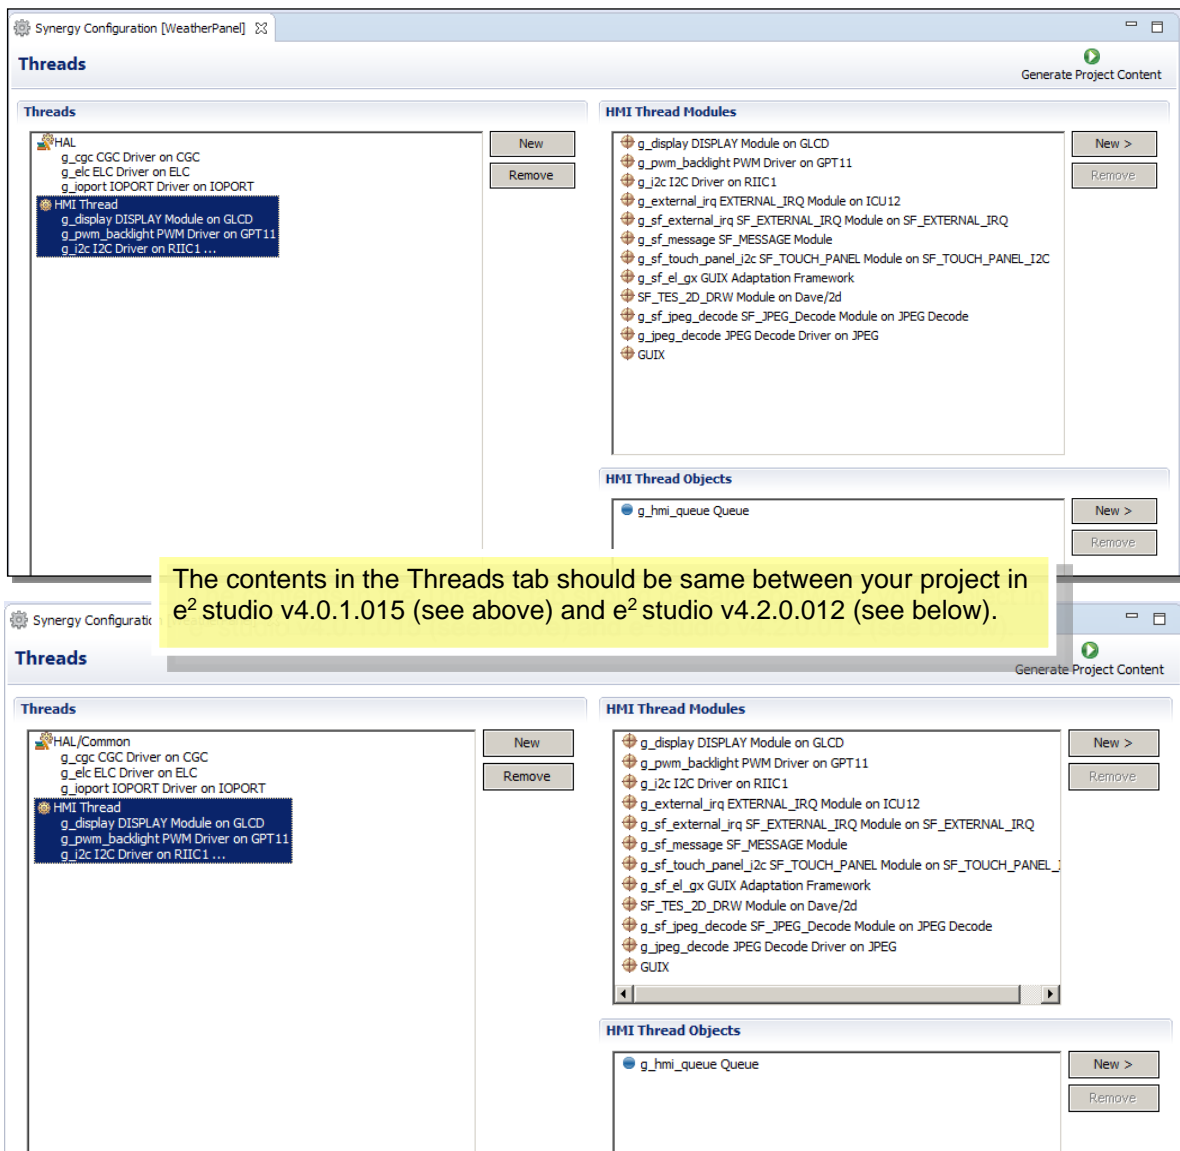 Synergy Configuration [WeatherPanel]
Threads
Generate Project Content
Threads
HAL
g_cgc CGC Driver on CGC
g_elc ELC Driver on ELC
g_ioport IOPORT Driver on IOPORT
HMI Thread
g_display DISPLAY Module on GLCD
g_pwm_backlight PWM Driver on GPT11
g_i2c I2C Driver on RIIC1 ...
New
Remove
HMI Thread Modules
g_display DISPLAY Module on GLCD
g_pwm_backlight PWM Driver on GPT11
g_i2c I2C Driver on RIIC1
g_external_irq EXTERNAL_IRQ Module on ICU12
g_sf_external_irq SF_EXTERNAL_IRQ Module on SF_EXTERNAL_IRQ
g_sf_message SF_MESSAGE Module
g_sf_touch_panel_i2c SF_TOUCH_PANEL Module on SF_TOUCH_PANEL_I2C
g_sf_el_gx GUIX Adaptation Framework
SF_TES_2D_DRW Module on Dave/2d
g_sf_jpeg_decode SF_JPEG_Decode Module on JPEG Decode
g_jpeg_decode JPEG Decode Driver on JPEG
GUIX
New >
Remove
HMI Thread Objects
g_hmi_queue Queue
New >
Remove
The contents in the Threads tab should be same between your project in
e² studio v4.0.1.015 (see above) and e² studio v4.2.0.012 (see below).
Synergy Configurati
Threads
Generate Project Content
Threads
HAL/Common
g_cgc CGC Driver on CGC
g_elc ELC Driver on ELC
g_ioport IOPORT Driver on IOPORT
HMI Thread
g_display DISPLAY Module on GLCD
g_pwm_backlight PWM Driver on GPT11
g_i2c I2C Driver on RIIC1 ...
New
Remove
HMI Thread Modules
g_display DISPLAY Module on GLCD
g_pwm_backlight PWM Driver on GPT11
g_i2c I2C Driver on RIIC1
g_external_irq EXTERNAL_IRQ Module on ICU12
g_sf_external_irq SF_EXTERNAL_IRQ Module on SF_EXTERNAL_IRQ
g_sf_message SF_MESSAGE Module
g_sf_touch_panel_i2c SF_TOUCH_PANEL Module on SF_TOUCH_PANEL_
g_sf_el_gx GUIX Adaptation Framework
SF_TES_2D_DRW Module on Dave/2d
g_sf_jpeg_decode SF_JPEG_Decode Module on JPEG Decode
g_jpeg_decode JPEG Decode Driver on JPEG
GUIX
New >
Remove
HMI Thread Objects
g_hmi_queue Queue
New >
Remove